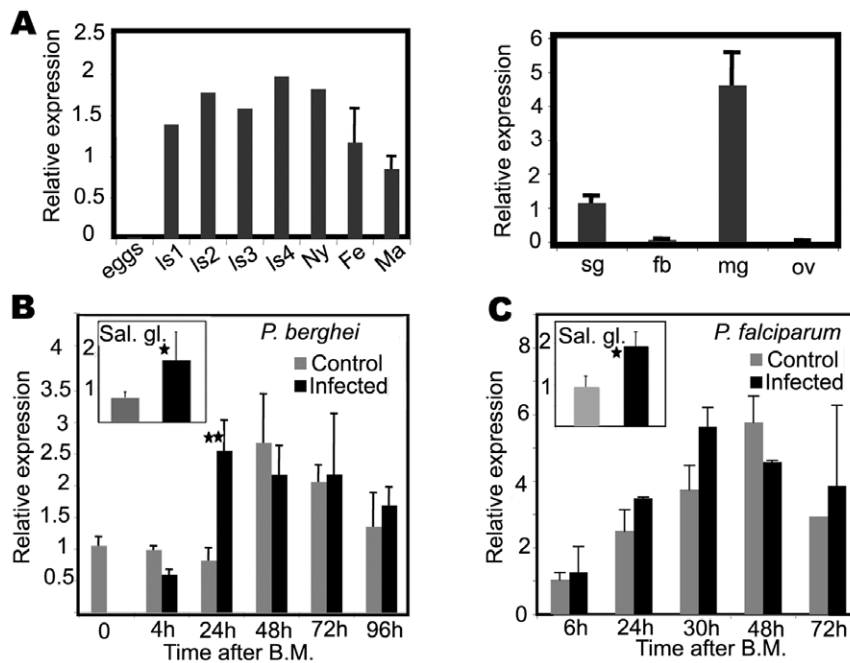 A
Relative expression
2.5
2
1.5
1
0.5
0
eggs Is1 Is2 Is3 Is4 Ny Fe Ma
Relative expression
6
5
4
3
2
1
0
sg fb mg ov
B
Relative expression
4
3.5
3
2.5
2
1.5
1
0.5
Sal. gl.
2
1
★
P. berghei
Control
Infected
★★
0 4h 24h 48h 72h 96h
Time after B.M.
C
Relative expression
8
6
4
2
0
Sal. gl.
2
1
★
P. falciparum
Control
Infected
6h 24h 30h 48h 72h
Time after B.M.